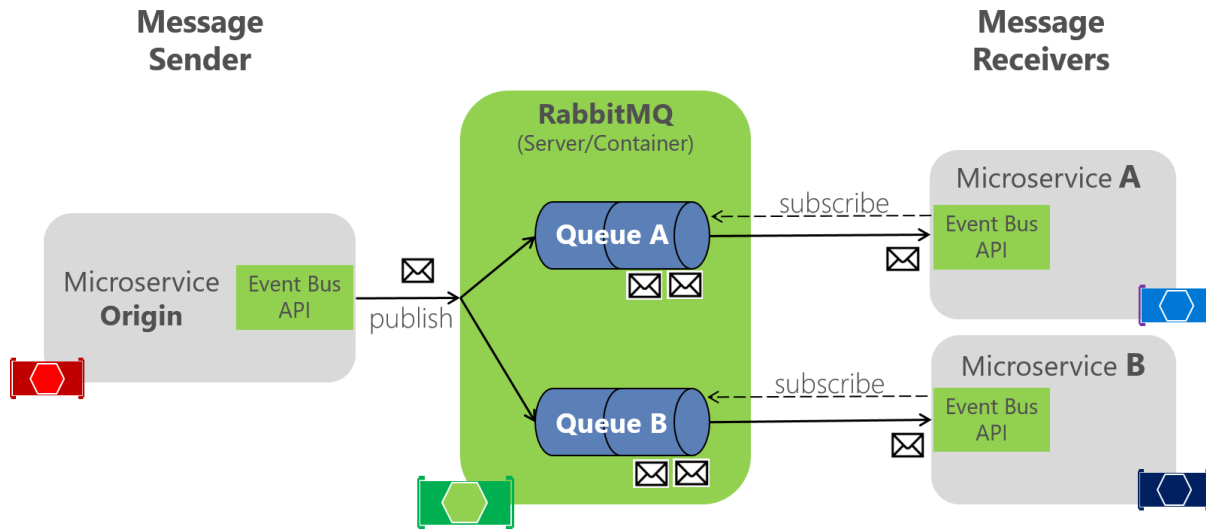 Message
Sender
Message
Receivers
RabbitMQ
(Server/Container)
Microservice
Origin
Event Bus
API
publish
Queue A
Queue B
subscribe
subscribe
Microservice A
Event Bus
API
Microservice B
Event Bus
API